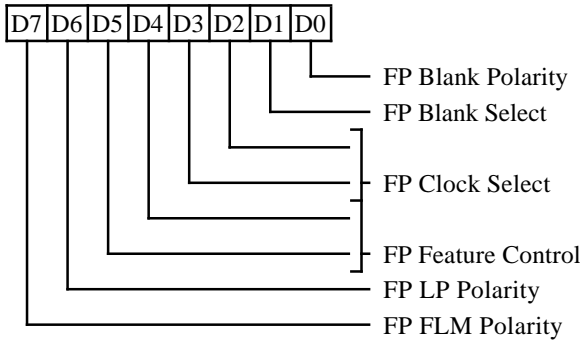 D7 D6 D5 D4 D3 D2 D1 D0
FP Blank Polarity
FP Blank Select
FP Clock Select
FP Feature Control
FP LP Polarity
FP FLM Polarity